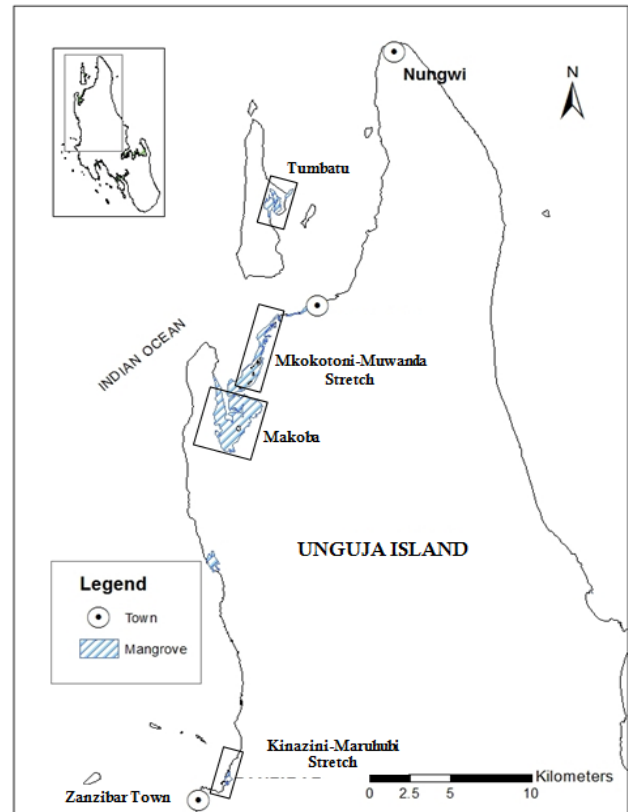 Nungwi
N
Tumbatu
INDIAN OCEAN
Mkokotoni-Muwanda
Stretch
Makoba
UNGUJA ISLAND
Legend
Town
Mangrove
Kinazini-Maruhubi
Stretch
Zanzibar Town
Kilometers
0 2.5 5 10